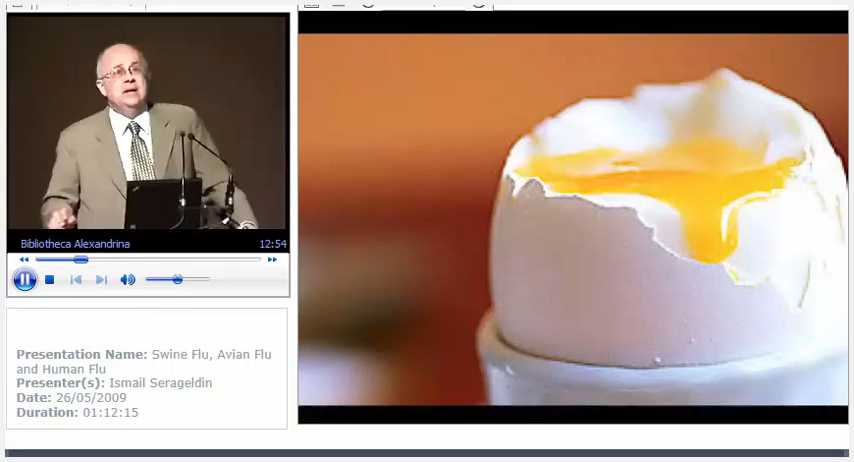 Bibliotheca Alexandrina 12:54
Presentation Name: Swine Flu, Avian Flu
and Human Flu
Presenter(s): Ismail Serageldin
Date: 26/05/2009
Duration: 01:12:15